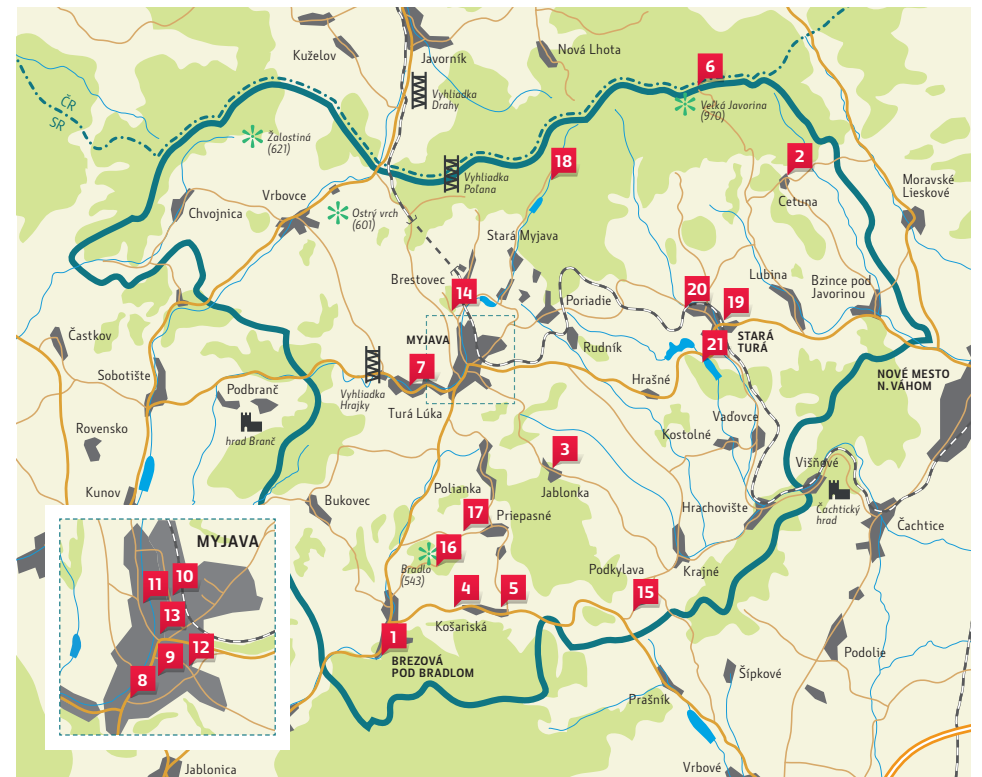 Kuželov
Javorník
Nová Lhota
6
Vyhliadka
Drahy
Veľká Javorina
(970)
ČR
SR
Žalostiná
(621)
18
2
Vyhliadka
Poľana
Moravské
Lieskové
Vrbovce
Chvojnica
Ostrý vrch
(601)
Cetuna
Stará Myjava
Brestovec
14
Poriadie
20
19
Lubina
Bzince pod
Javorinou
Častkov
MYJAVA
Rudník
21
STARÁ
TURÁ
Sobotište
7
Vyhliadka
Hrajky
Hrašné
NOVÉ MESTO
N. VÁHOM
Podbranč
Turá Lúka
Vaďovce
Rovensko
hrad Branč
Kostolné
3
Višňové
Kunov
Bukovec
Polianka
Jablonka
Čachtický
hrad
17
Priepasné
Hrachovište
Čachtice
MYJAVA
16
Bradlo
(543)
Podkylava
Krajné
11
10
4
5
15
13
Košariská
12
9
1
8
BREZOVÁ
POD BRADLOM
Podolie
Šípkové
Prašník
Jablonica
Vrbové